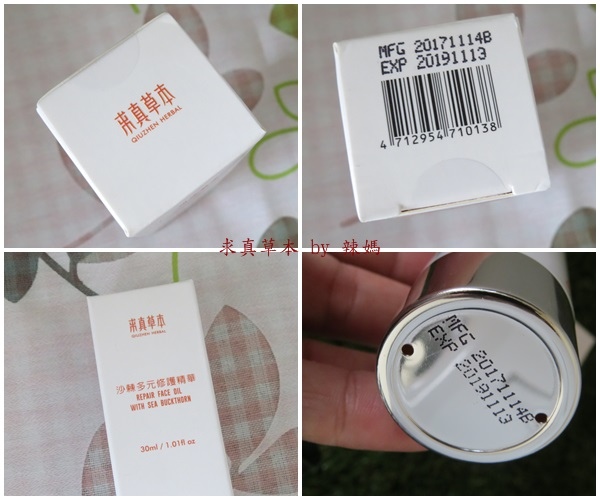 求真草本
QIUZHEN HERBAL
MFG 20171114B
EXP 20191113
4 712954 710138
求真草本 by 辣媽
求真草本
QIUZHEN HERBAL
沙棘多元修護精華
REPAIR FACE OIL
WITH SEA BUCKTHORN
30ml / 1.01fl oz
MFG 20171114B
EXP 20191113